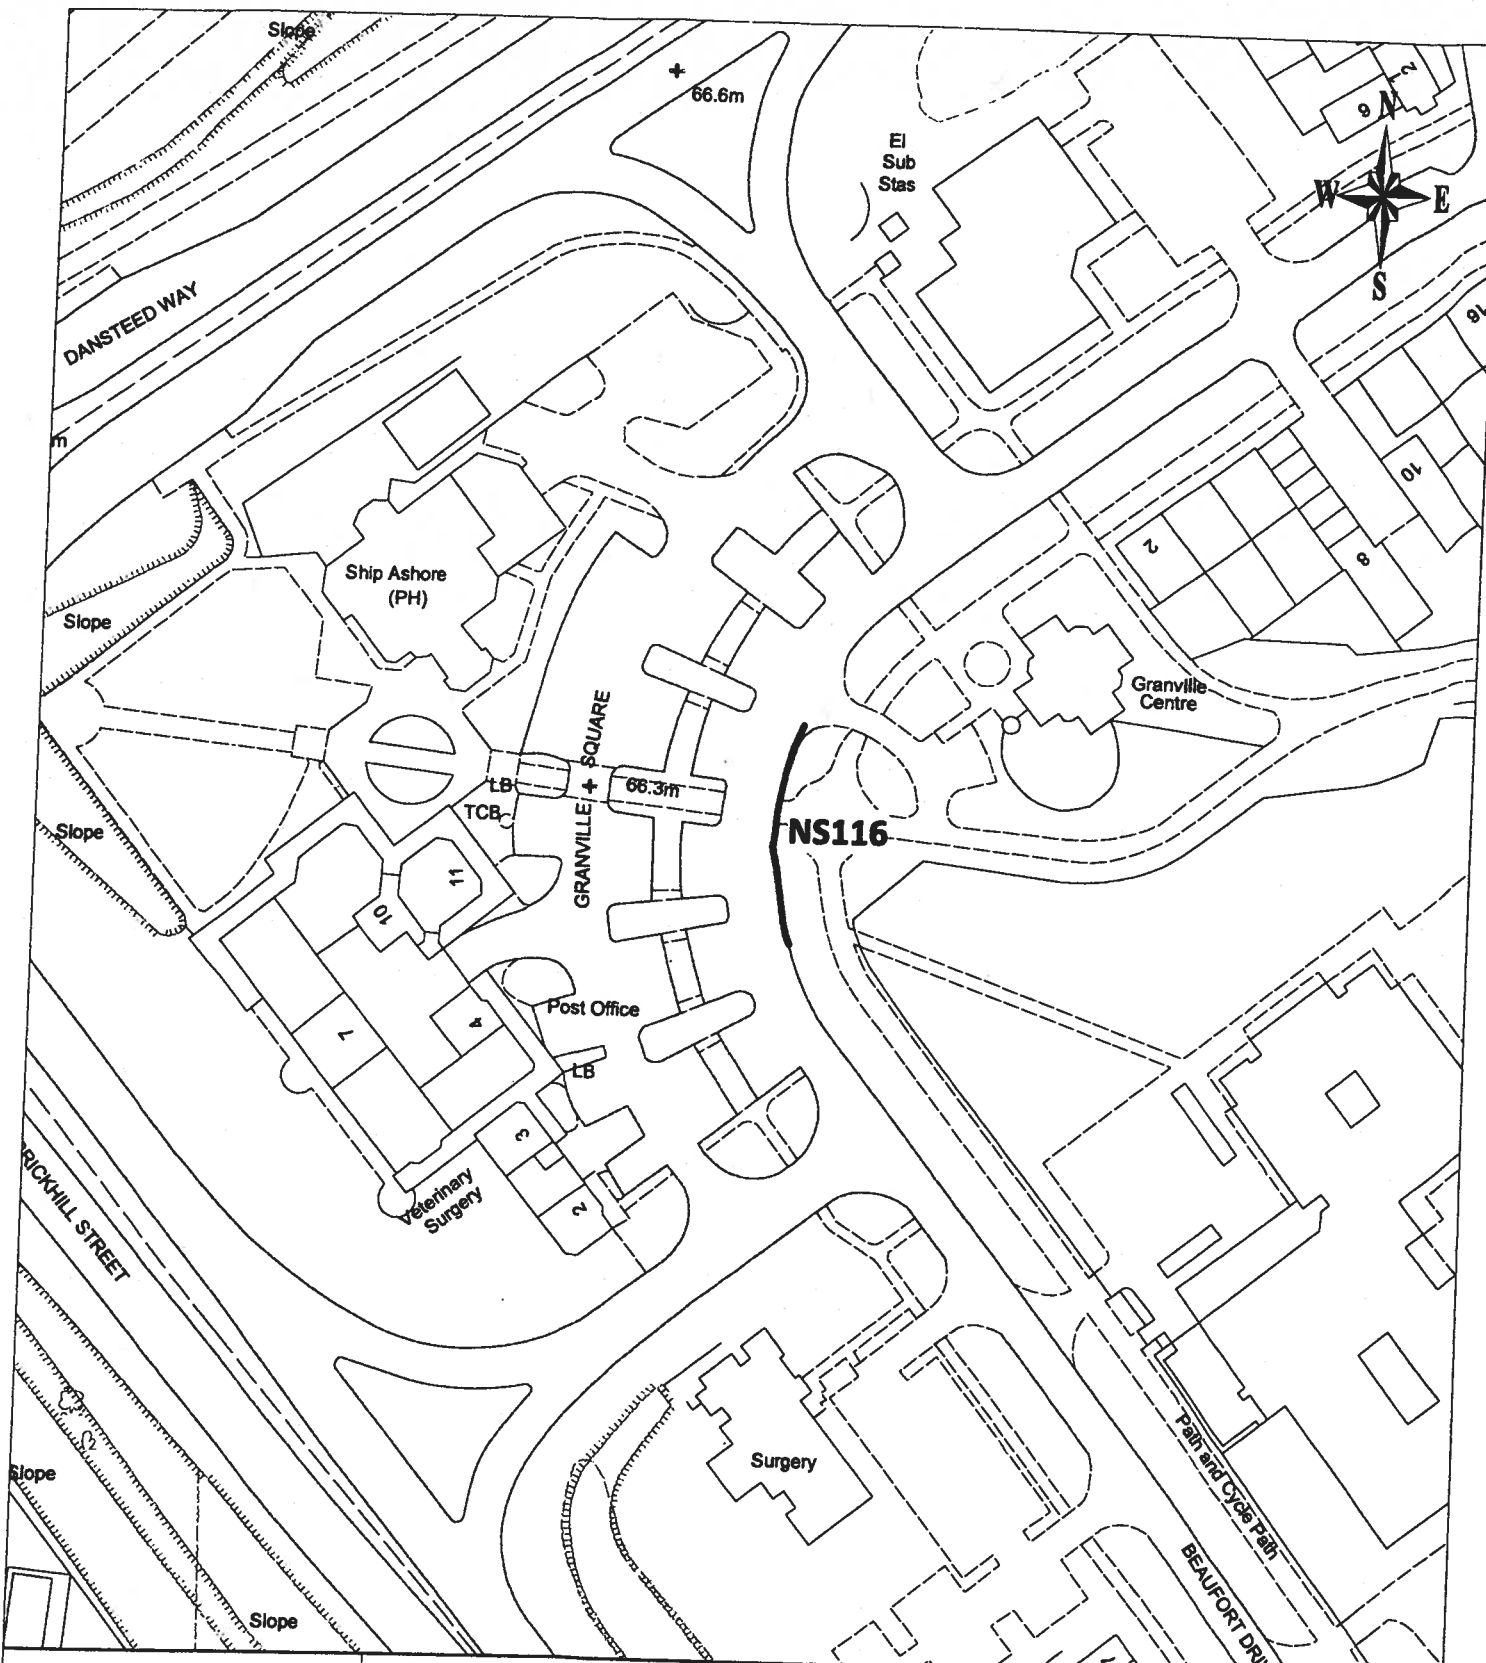 Slope
66.6m
El
Sub
Stas
2
6
N
W
E
S
DANSTEED WAY
16
m
10
2
8
Ship Ashore
(PH)
Slope
Granville
Centre
GRANVILLE SQUARE
LB
66.3m
TCB
NS116
Slope
11
10
Post Office
7
4
LB
3
Veterinary
Surgery
2
RICKHILL STREET
Surgery
Path and Cycle Path
Slope
BEAUFORT DRI
Slope